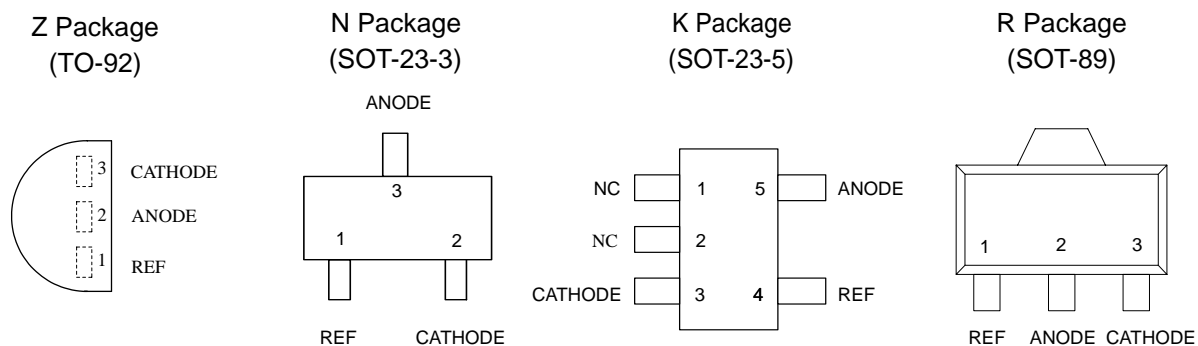 Z Package
(TO-92)
3 CATHODE
2 ANODE
1 REF
N Package
(SOT-23-3)
ANODE
3
1 2
REF CATHODE
K Package
(SOT-23-5)
NC 1 5 ANODE
NC 2
CATHODE 3 4 REF
R Package
(SOT-89)
1 2 3
REF ANODE CATHODE